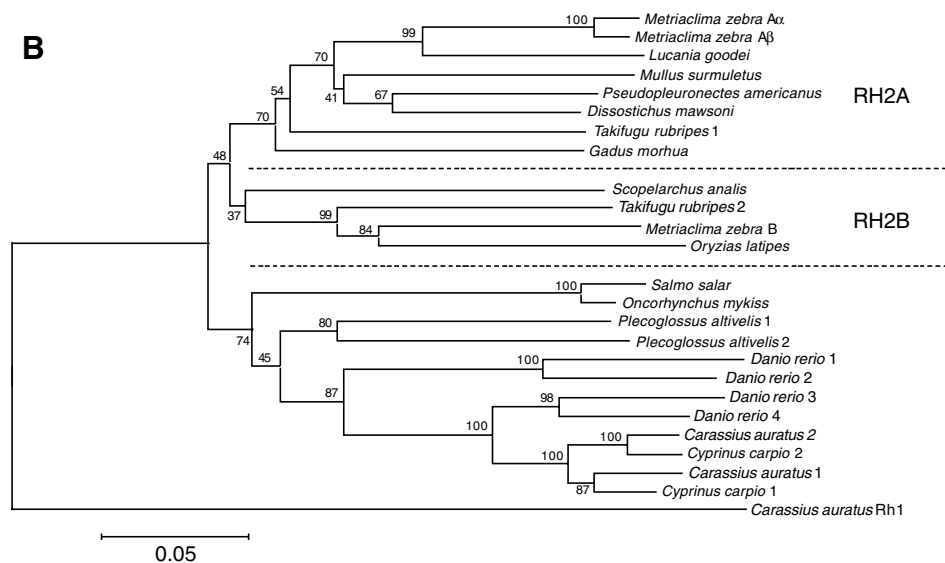 B
100
Metriaclima zebra Aα
Metriaclima zebra Aβ
99
Lucania goodei
70
Mullus surmuletus
41
67
Pseudopleuronectes americanus
RH2A
54
Dissostichus mawsoni
70
Takifugu rubripes 1
Gadus morhua
48
Scopelarchus analis
37
99
Takifugu rubripes 2
RH2B
84
Metriaclima zebra B
Oryzias latipes
100
Salmo salar
Oncorhynchus mykiss
74
80
Plecoglossus altivelis 1
Plecoglossus altivelis 2
45
100
Danio rerio 1
Danio rerio 2
87
98
Danio rerio 3
Danio rerio 4
100
100
Carassius auratus 2
Cyprinus carpio 2
100
Carassius auratus 1
87
Cyprinus carpio 1
Carassius auratus Rh1
0.05